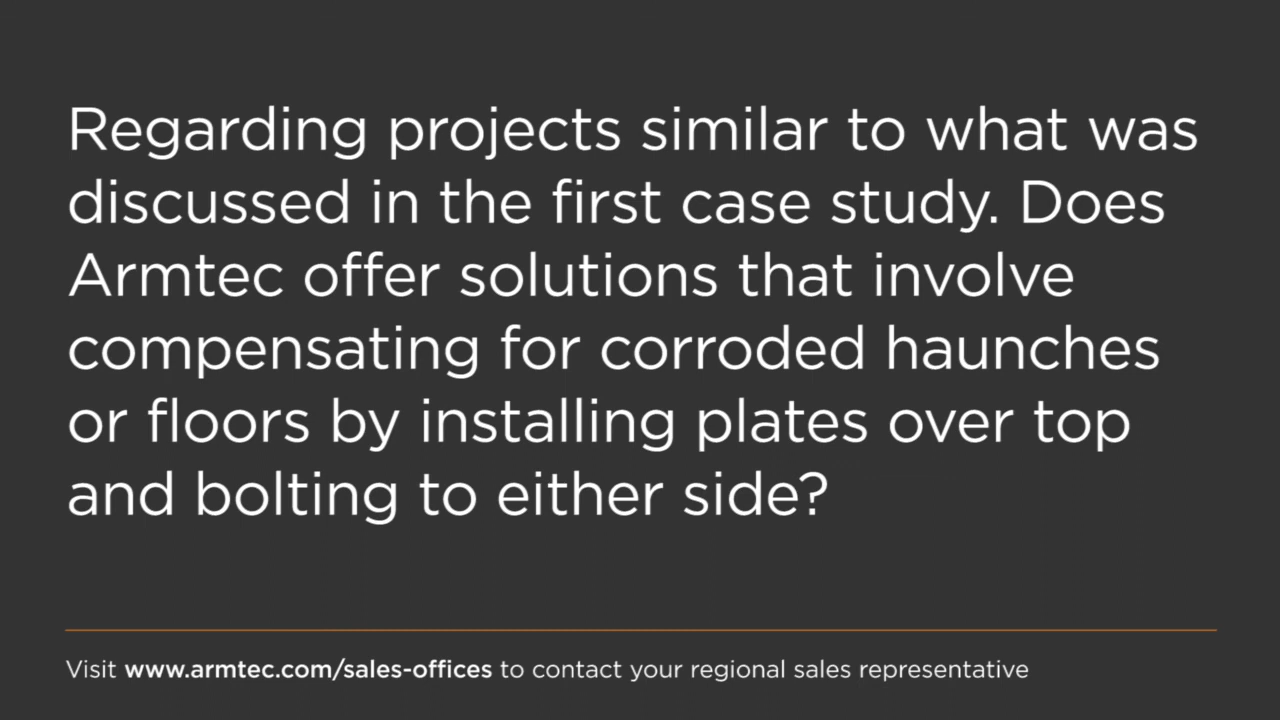 Regarding projects similar to what was
discussed in the first case study. Does
Armtec offer solutions that involve
compensating for corroded haunches
or floors by installing plates over top
and bolting to either side?
Visit www.armtec.com/sales-offices to contact your regional sales representative